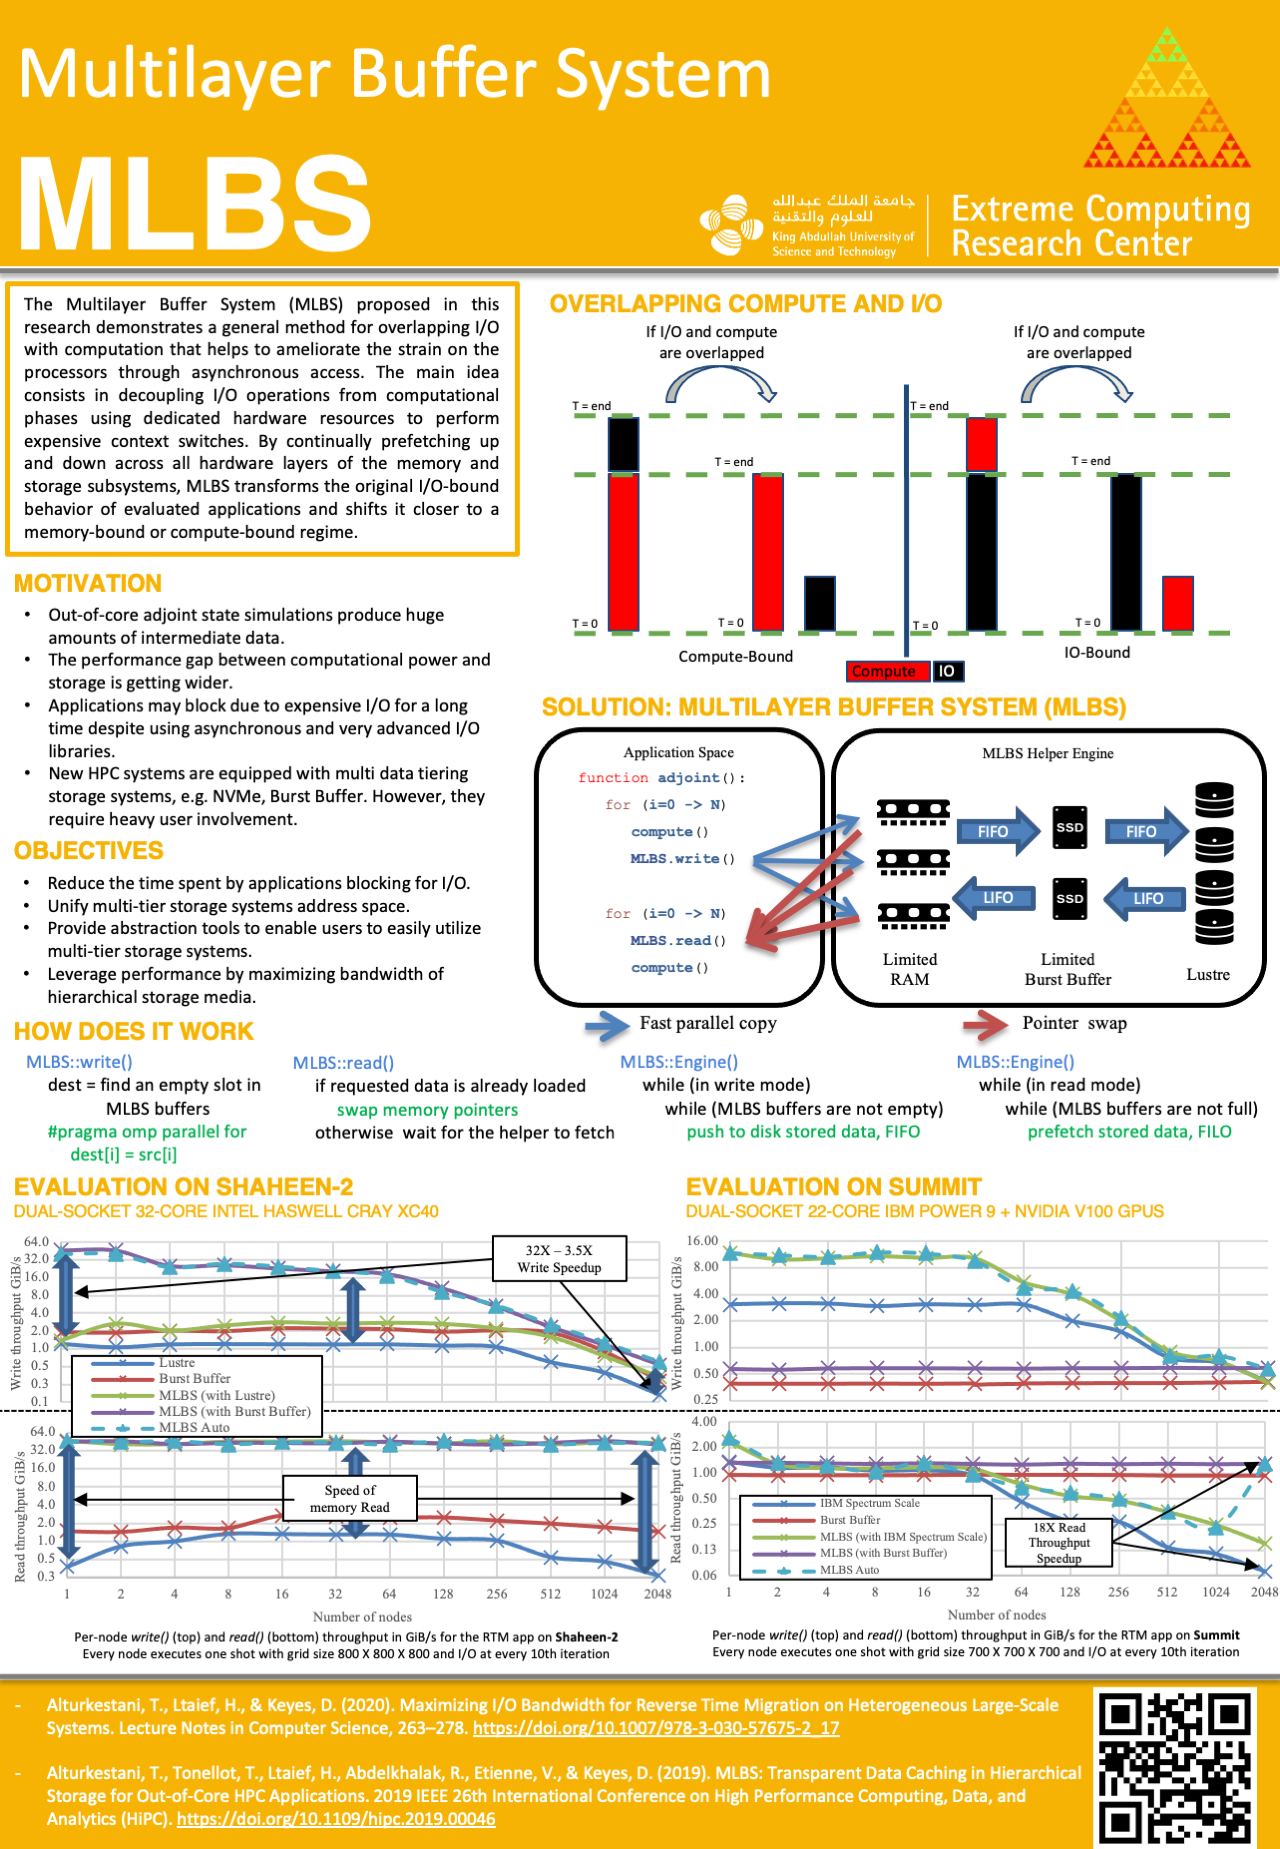 Multilayer Buffer System
MLBS
جامعة الملك عبدالله
للعلوم والتقنية
King Abdullah University of
Science and Technology
Extreme Computing
Research Center
The Multilayer Buffer System (MLBS) proposed in this
research demonstrates a general method for overlapping I/O
with computation that helps to ameliorate the strain on the
processors through asynchronous access. The main idea
consists in decoupling I/O operations from computational
phases using dedicated hardware resources to perform
expensive context switches. By continually prefetching up
and down across all hardware layers of the memory and
storage subsystems, MLBS transforms the original I/O-bound
behavior of evaluated applications and shifts it closer to a
memory-bound or compute-bound regime.
MOTIVATION
• Out-of-core adjoint state simulations produce huge
amounts of intermediate data.
• The performance gap between computational power and
storage is getting wider.
• Applications may block due to expensive I/O for a long
time despite using asynchronous and very advanced I/O
libraries.
• New HPC systems are equipped with multi data tiering
storage systems, e.g. NVMe, Burst Buffer. However, they
require heavy user involvement.
OBJECTIVES
• Reduce the time spent by applications blocking for I/O.
• Unify multi-tier storage systems address space.
• Provide abstraction tools to enable users to easily utilize
multi-tier storage systems.
• Leverage performance by maximizing bandwidth of
hierarchical storage media.
OVERLAPPING COMPUTE AND I/O
If I/O and compute
are overlapped
If I/O and compute
are overlapped
T = end
T = end
T = end
T = end
T = 0
T = 0
T = 0
T = 0
Compute-Bound
IO-Bound
Compute
IO
SOLUTION: MULTILAYER BUFFER SYSTEM (MLBS)
Application Space
function adjoint():
for (i=0 -> N)
compute()
MLBS.write()
for (i=0 -> N)
MLBS.read()
compute()
MLBS Helper Engine
FIFO
SSD
FIFO
LIFO
SSD
LIFO
Limited
RAM
Limited
Burst Buffer
Lustre
Fast parallel copy
Pointer swap
HOW DOES IT WORK
MLBS::write()
dest = find an empty slot in
MLBS buffers
#pragma omp parallel for
dest[i] = src[i]
MLBS::read()
if requested data is already loaded
swap memory pointers
otherwise wait for the helper to fetch
MLBS::Engine()
while (in write mode)
while (MLBS buffers are not empty)
push to disk stored data, FIFO
MLBS::Engine()
while (in read mode)
while (MLBS buffers are not full)
prefetch stored data, FILO
EVALUATION ON SHAHEEN-2
DUAL-SOCKET 32-CORE INTEL HASWELL CRAY XC40
Write throughput GiB/s
64.0
32.0
16.0
8.0
4.0
2.0
1.0
0.5
0.3
0.1
32X – 3.5X
Write Speedup
Lustre
Burst Buffer
MLBS (with Lustre)
MLBS (with Burst Buffer)
MLBS Auto
Read throughput GiB/s
64.0
32.0
16.0
8.0
4.0
2.0
1.0
0.5
0.3
Speed of
memory Read
1 2 4 8 16 32 64 128 256 512 1024 2048
Number of nodes
Per-node write() (top) and read() (bottom) throughput in GiB/s for the RTM app on Shaheen-2
Every node executes one shot with grid size 800 X 800 X 800 and I/O at every 10th iteration
EVALUATION ON SUMMIT
DUAL-SOCKET 22-CORE IBM POWER 9 + NVIDIA V100 GPUS
Write throughput GiB/s
16.00
8.00
4.00
2.00
1.00
0.50
0.25
Read throughput GiB/s
4.00
2.00
1.00
0.50
0.25
0.13
0.06
IBM Spectrum Scale
Burst Buffer
MLBS (with IBM Spectrum Scale)
MLBS (with Burst Buffer)
MLBS Auto
18X Read
Throughput
Speedup
1 2 4 8 16 32 64 128 256 512 1024 2048
Number of nodes
Per-node write() (top) and read() (bottom) throughput in GiB/s for the RTM app on Summit
Every node executes one shot with grid size 700 X 700 X 700 and I/O at every 10th iteration
- Alturkestani, T., Ltaief, H., & Keyes, D. (2020). Maximizing I/O Bandwidth for Reverse Time Migration on Heterogeneous Large-Scale
Systems. Lecture Notes in Computer Science, 263–278. https://doi.org/10.1007/978-3-030-57675-2_17
- Alturkestani, T., Tonellot, T., Ltaief, H., Abdelkhalak, R., Etienne, V., & Keyes, D. (2019). MLBS: Transparent Data Caching in Hierarchical
Storage for Out-of-Core HPC Applications. 2019 IEEE 26th International Conference on High Performance Computing, Data, and
Analytics (HiPC). https://doi.org/10.1109/hipc.2019.00046